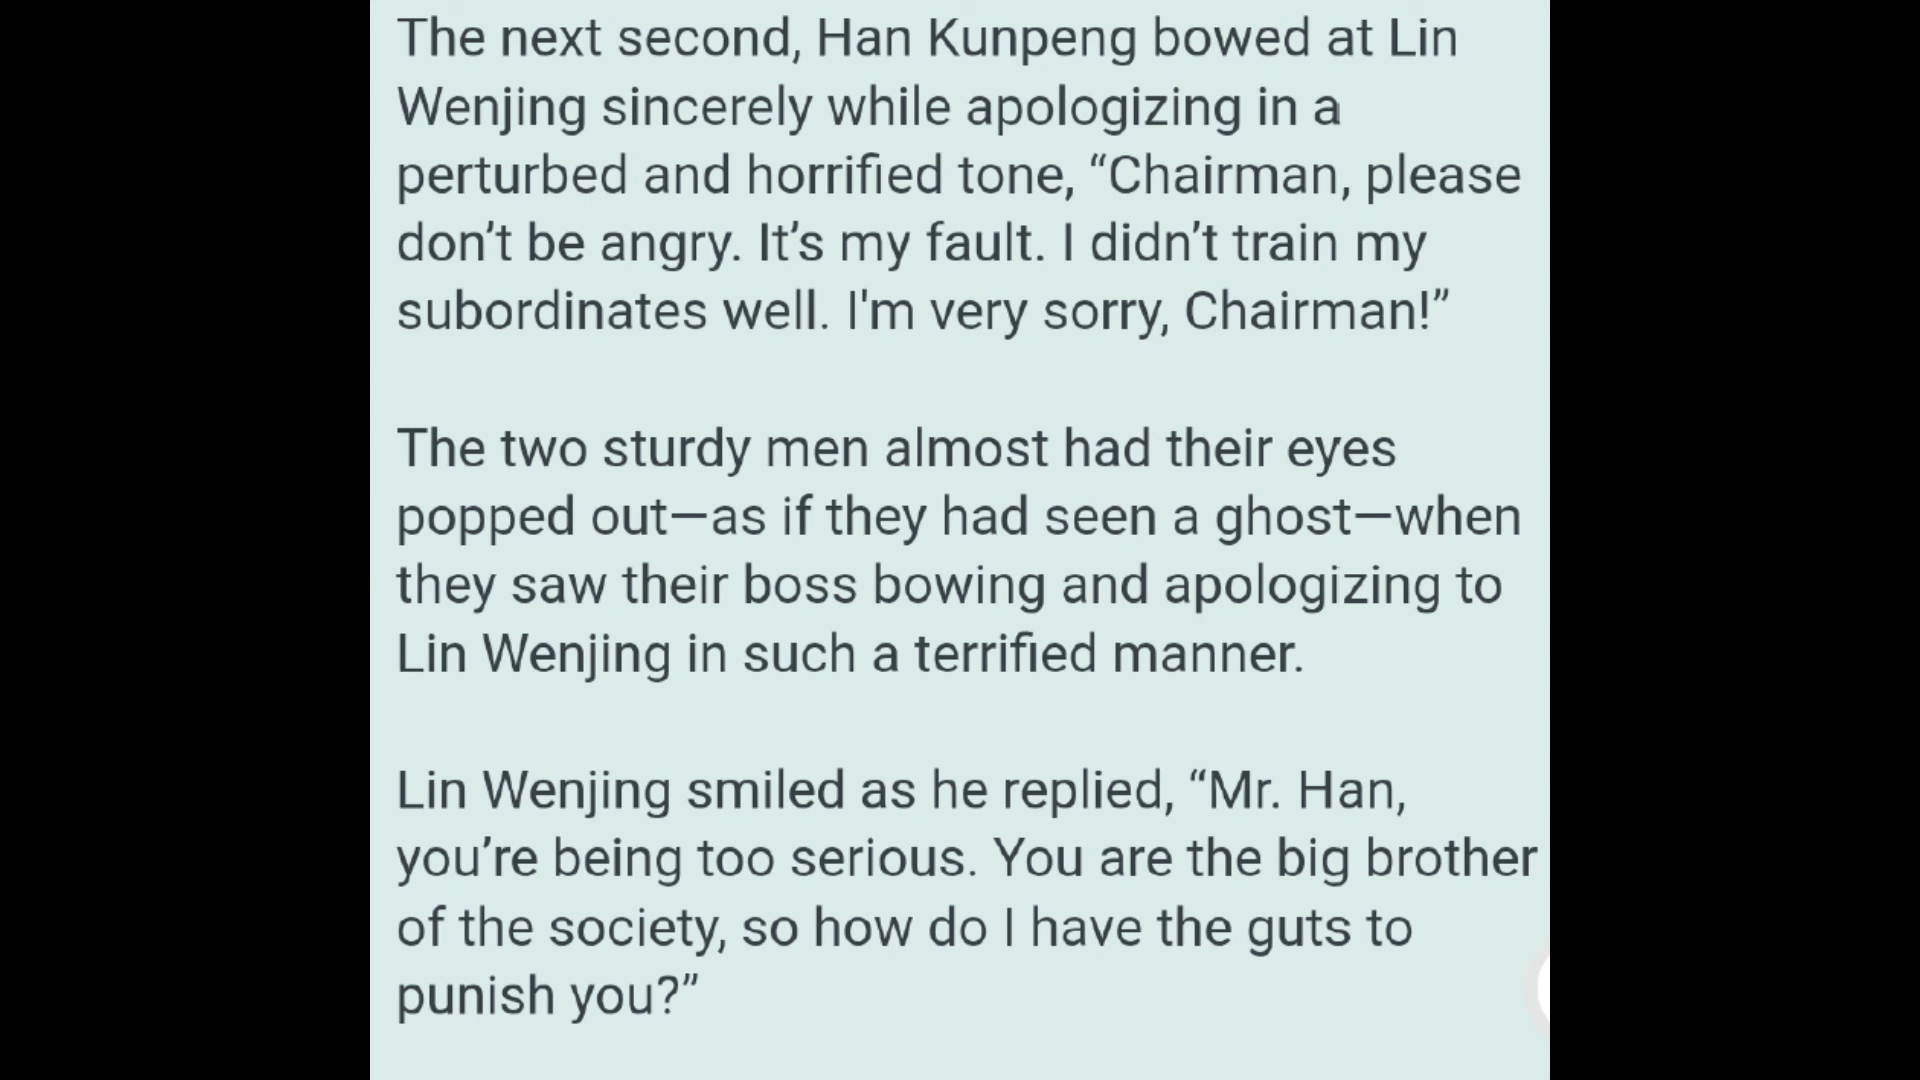 The next second, Han Kunpeng bowed at Lin
Wenjing sincerely while apologizing in a
perturbed and horrified tone, “Chairman, please
don’t be angry. It’s my fault. I didn’t train my
subordinates well. I'm very sorry, Chairman!”
The two sturdy men almost had their eyes
popped out—as if they had seen a ghost—when
they saw their boss bowing and apologizing to
Lin Wenjing in such a terrified manner.
Lin Wenjing smiled as he replied, “Mr. Han,
you’re being too serious. You are the big brother
of the society, so how do I have the guts to
punish you?”